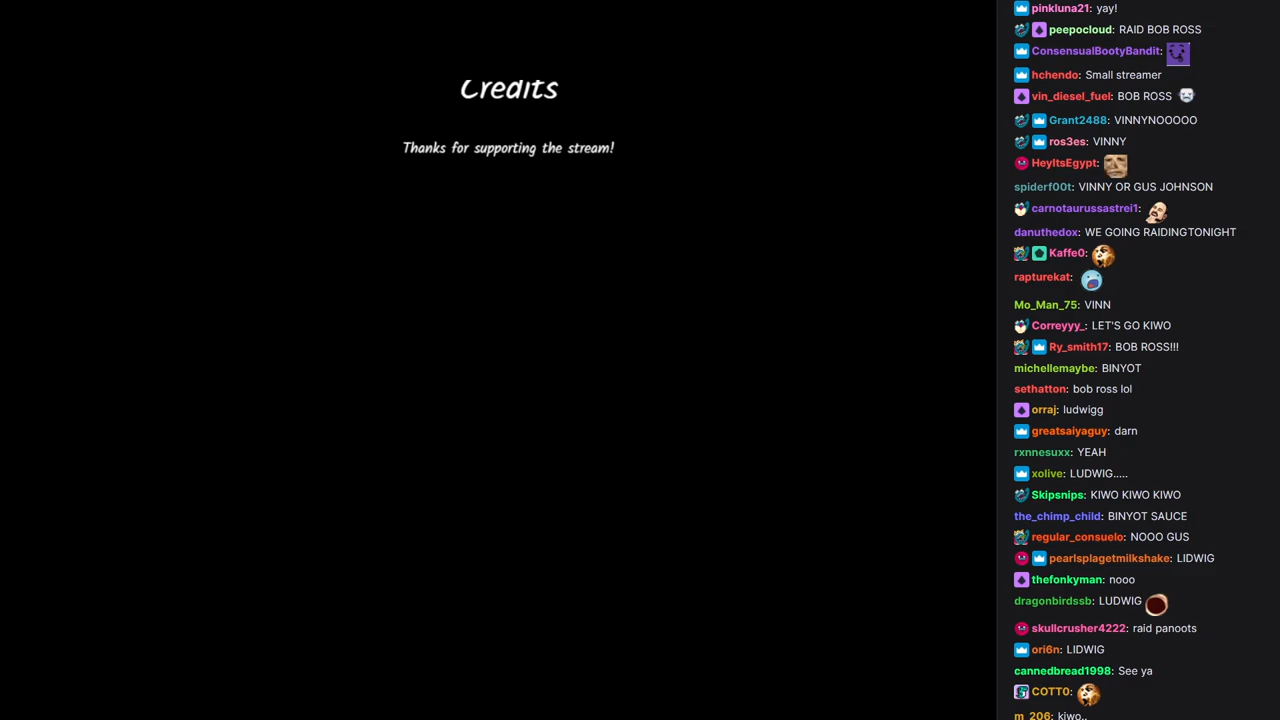 Credits
Thanks for supporting the stream!
pinkluna21: yay!
peepocloud: RAID BOB ROSS
ConsensualBootyBandit:
hchendo: Small streamer
vin_diesel_fuel: BOB ROSS
Grant2488: VINNYNOOOOO
ros3es: VINNY
HeyItsEgypt:
spiderf00t: VINNY OR GUS JOHNSON
carnotaurussastrei1:
danuthedox: WE GOING RAIDINGTONIGHT
Kaffe0:
rapturekat:
Mo_Man_75: VINN
Correyyy_: LET'S GO KIWO
Ry_smith17: BOB ROSS!!!
michellemaybe: BINYOT
sethatton: bob ross lol
orraj: ludwigg
greatsaiyaguy: darn
rxnnesuxx: YEAH
xolive: LUDWIG.....
Skipsnips: KIWO KIWO KIWO
the_chimp_child: BINYOT SAUCE
regular_consuelo: NOOO GUS
pearlsplagetmilkshake: LIDWIG
thefonkyman: nooo
dragonbirdssb: LUDWIG
skullcrusher4222: raid panoots
ori6n: LIDWIG
cannedbread1998: See ya
COTT0:
m_206: kiwo..